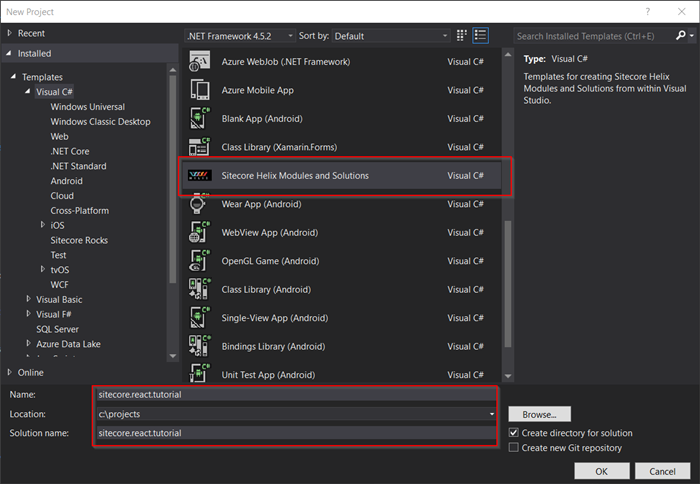 New Project
? ×
Recent
.NET Framework 4.5.2
Sort by: Default
Search Installed Templates (Ctrl+E)
Installed
Templates
Visual C#
Windows Universal
Windows Classic Desktop
Web
.NET Core
.NET Standard
Android
Cloud
Cross-Platform
iOS
Sitecore Rocks
Test
tvOS
WCF
Visual Basic
Visual F#
SQL Server
Azure Data Lake
Online
Azure WebJob (.NET Framework) Visual C#
Azure Mobile App Visual C#
Blank App (Android) Visual C#
Class Library (Xamarin.Forms) Visual C#
Sitecore Helix Modules and Solutions Visual C#
Wear App (Android) Visual C#
WebView App (Android) Visual C#
OpenGL Game (Android) Visual C#
Class Library (Android) Visual C#
Single-View App (Android) Visual C#
Bindings Library (Android) Visual C#
Unit Test App (Android) Visual C#
Type: Visual C#
Templates for creating Sitecore Helix
Modules and Solutions from within Visual
Studio.
Name: sitecore.react.tutorial
Location: c:\projects
Browse...
Solution name: sitecore.react.tutorial
Create directory for solution
Create new Git repository
OK
Cancel